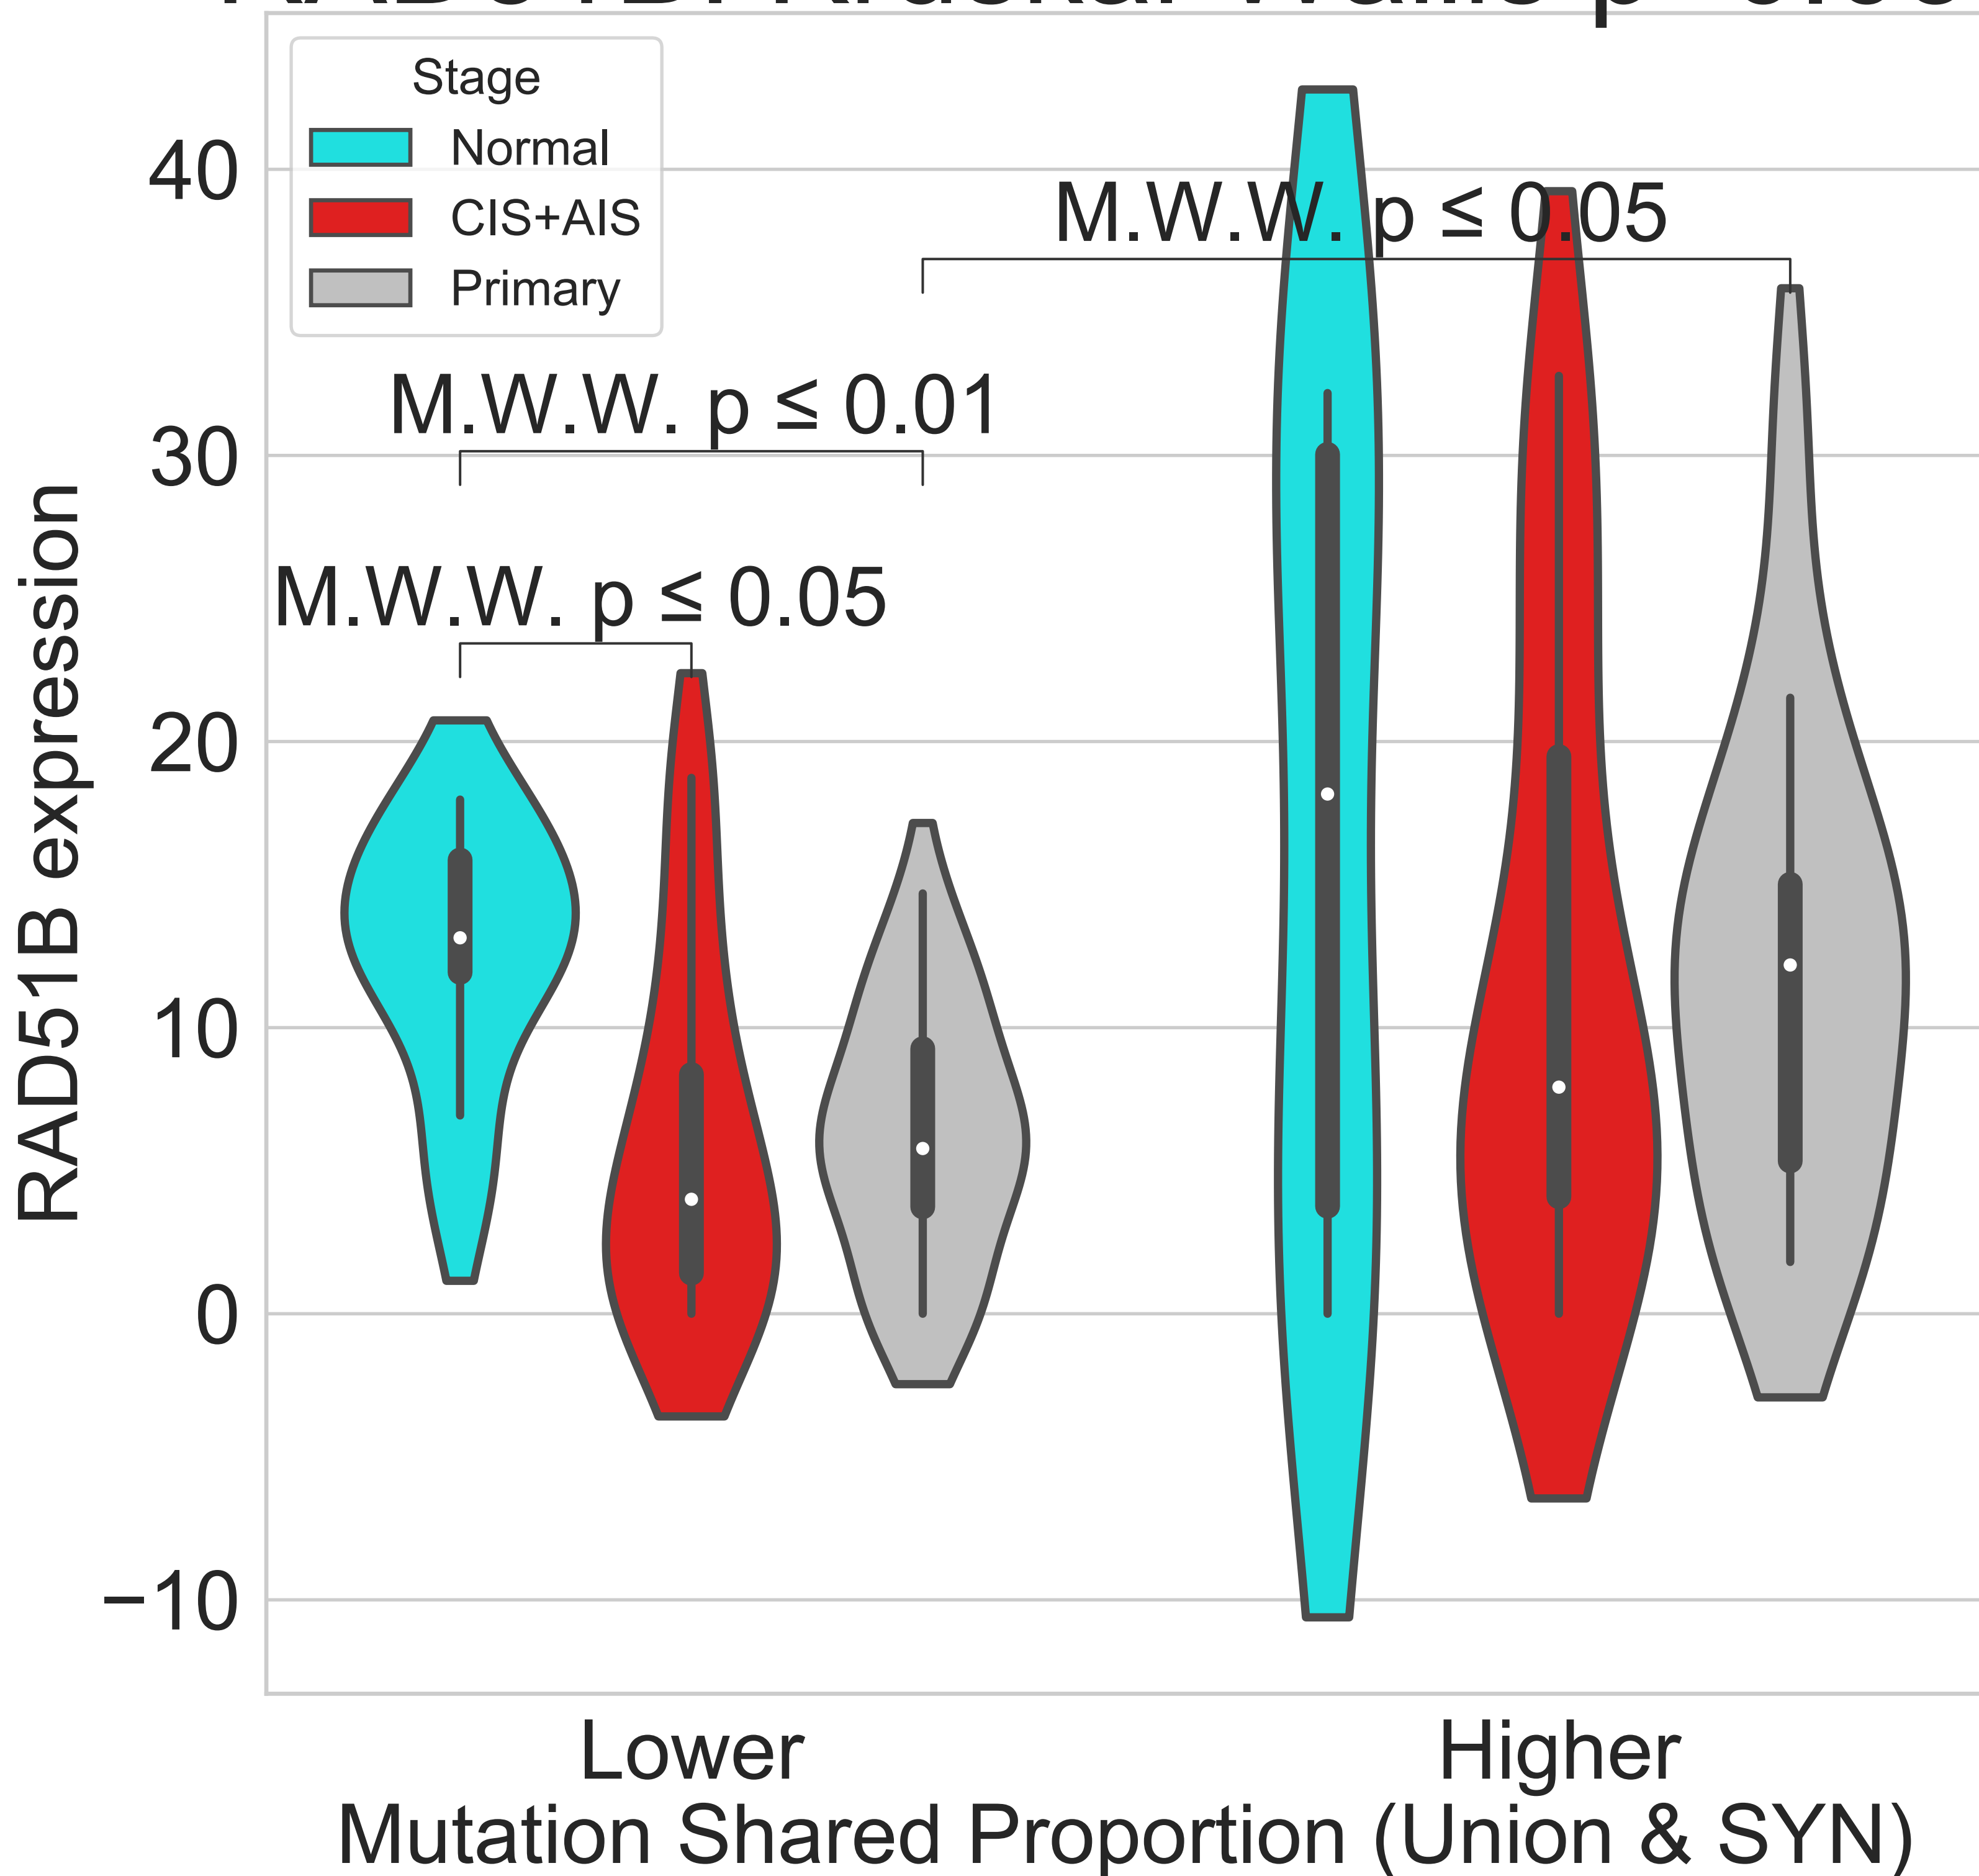 Stage
Normal
CIS+AIS
Primary
M.W.W. p ≤ 0.05
M.W.W. p ≤ 0.01
M.W.W. p ≤ 0.05
40
30
20
10
0
−10
RAD51B expression
Lower
Higher
Mutation Shared Proportion (Union & SYN)